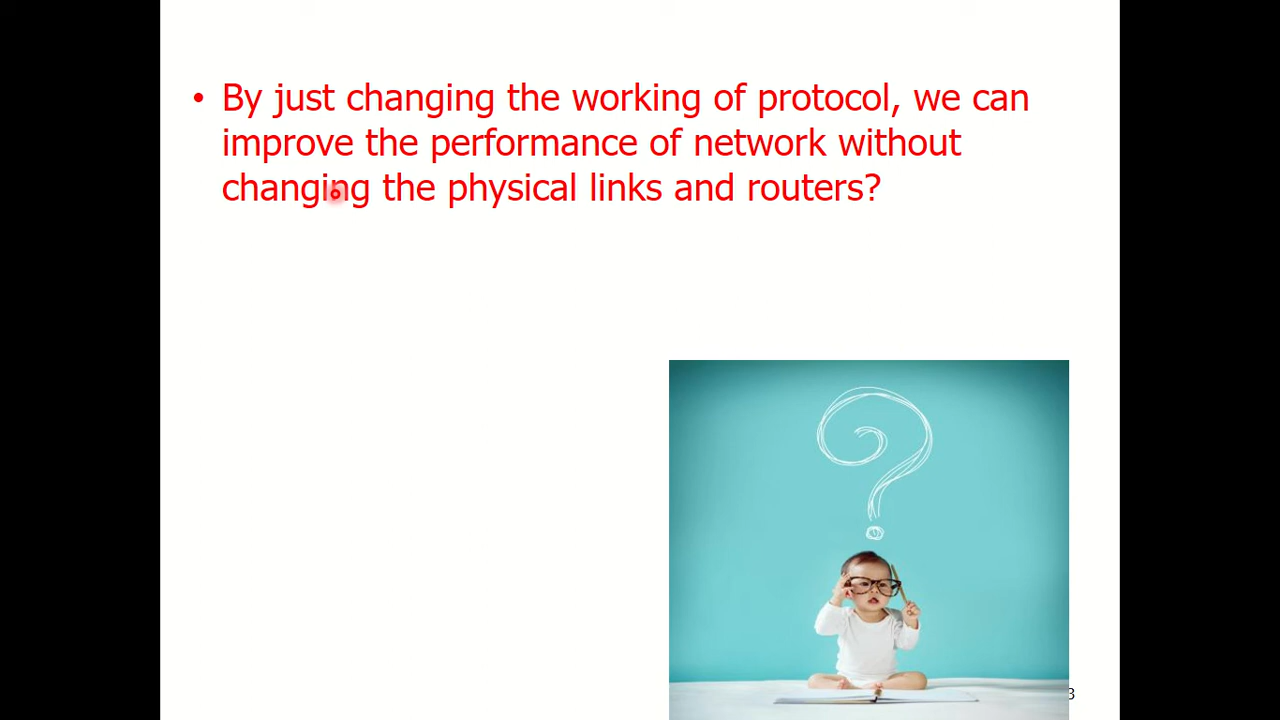 • By just changing the working of protocol, we can
improve the performance of network without
changing the physical links and routers?
?
3